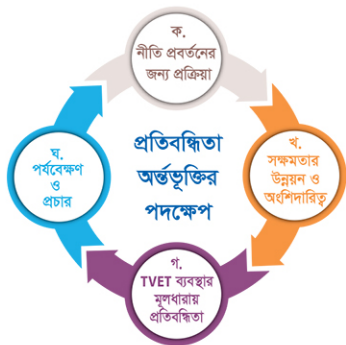 ক.
নীতি প্রবর্তনের
জন্য প্রক্রিয়া
প্রতিবন্ধিতা
অর্ন্তভূক্তির
পদক্ষেপ
খ.
সক্ষমতার
উন্নয়ন ও
অংশিদারিত্ব
গ.
TVET ব্যবস্থার
মূলধারায়
প্রতিবন্ধিতা
ঘ.
পর্যবেক্ষণ
ও
প্রচার